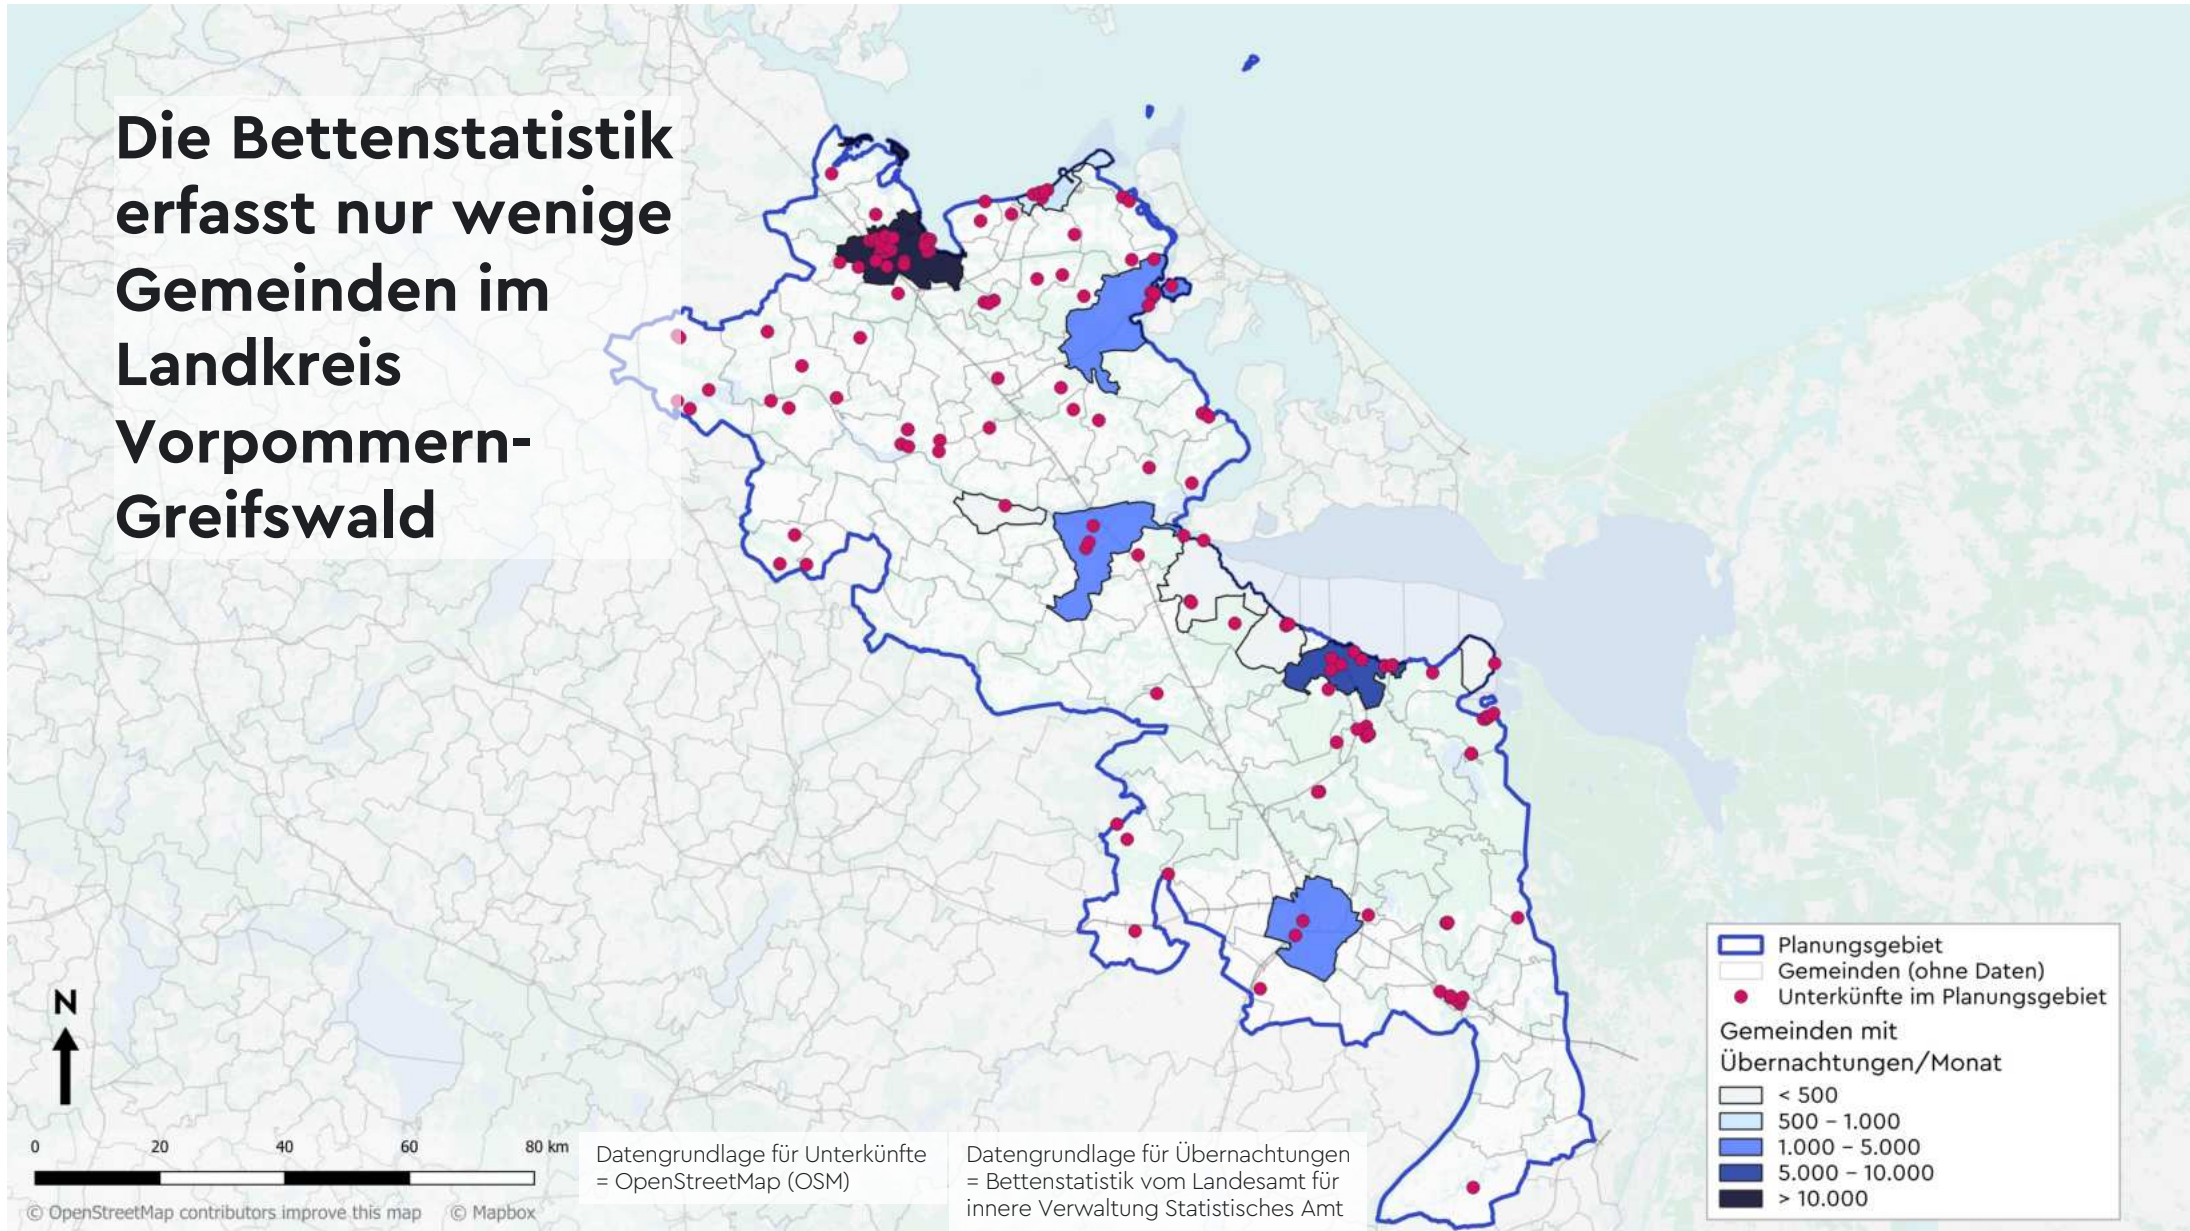 Die Bettenstatistik
erfasst nur wenige
Gemeinden im
Landkreis
Vorpommern-
Greifswald
Planungsgebiet
Gemeinden (ohne Daten)
Unterkünfte im Planungsgebiet
Gemeinden mit
Übernachtungen/Monat
< 500
500 – 1.000
1.000 – 5.000
5.000 – 10.000
> 10.000
N
0 20 40 60 80 km
Datengrundlage für Unterkünfte
= OpenStreetMap (OSM)
Datengrundlage für Übernachtungen
= Bettenstatistik vom Landesamt für
innere Verwaltung Statistisches Amt
© OpenStreetMap contributors improve this map © Mapbox